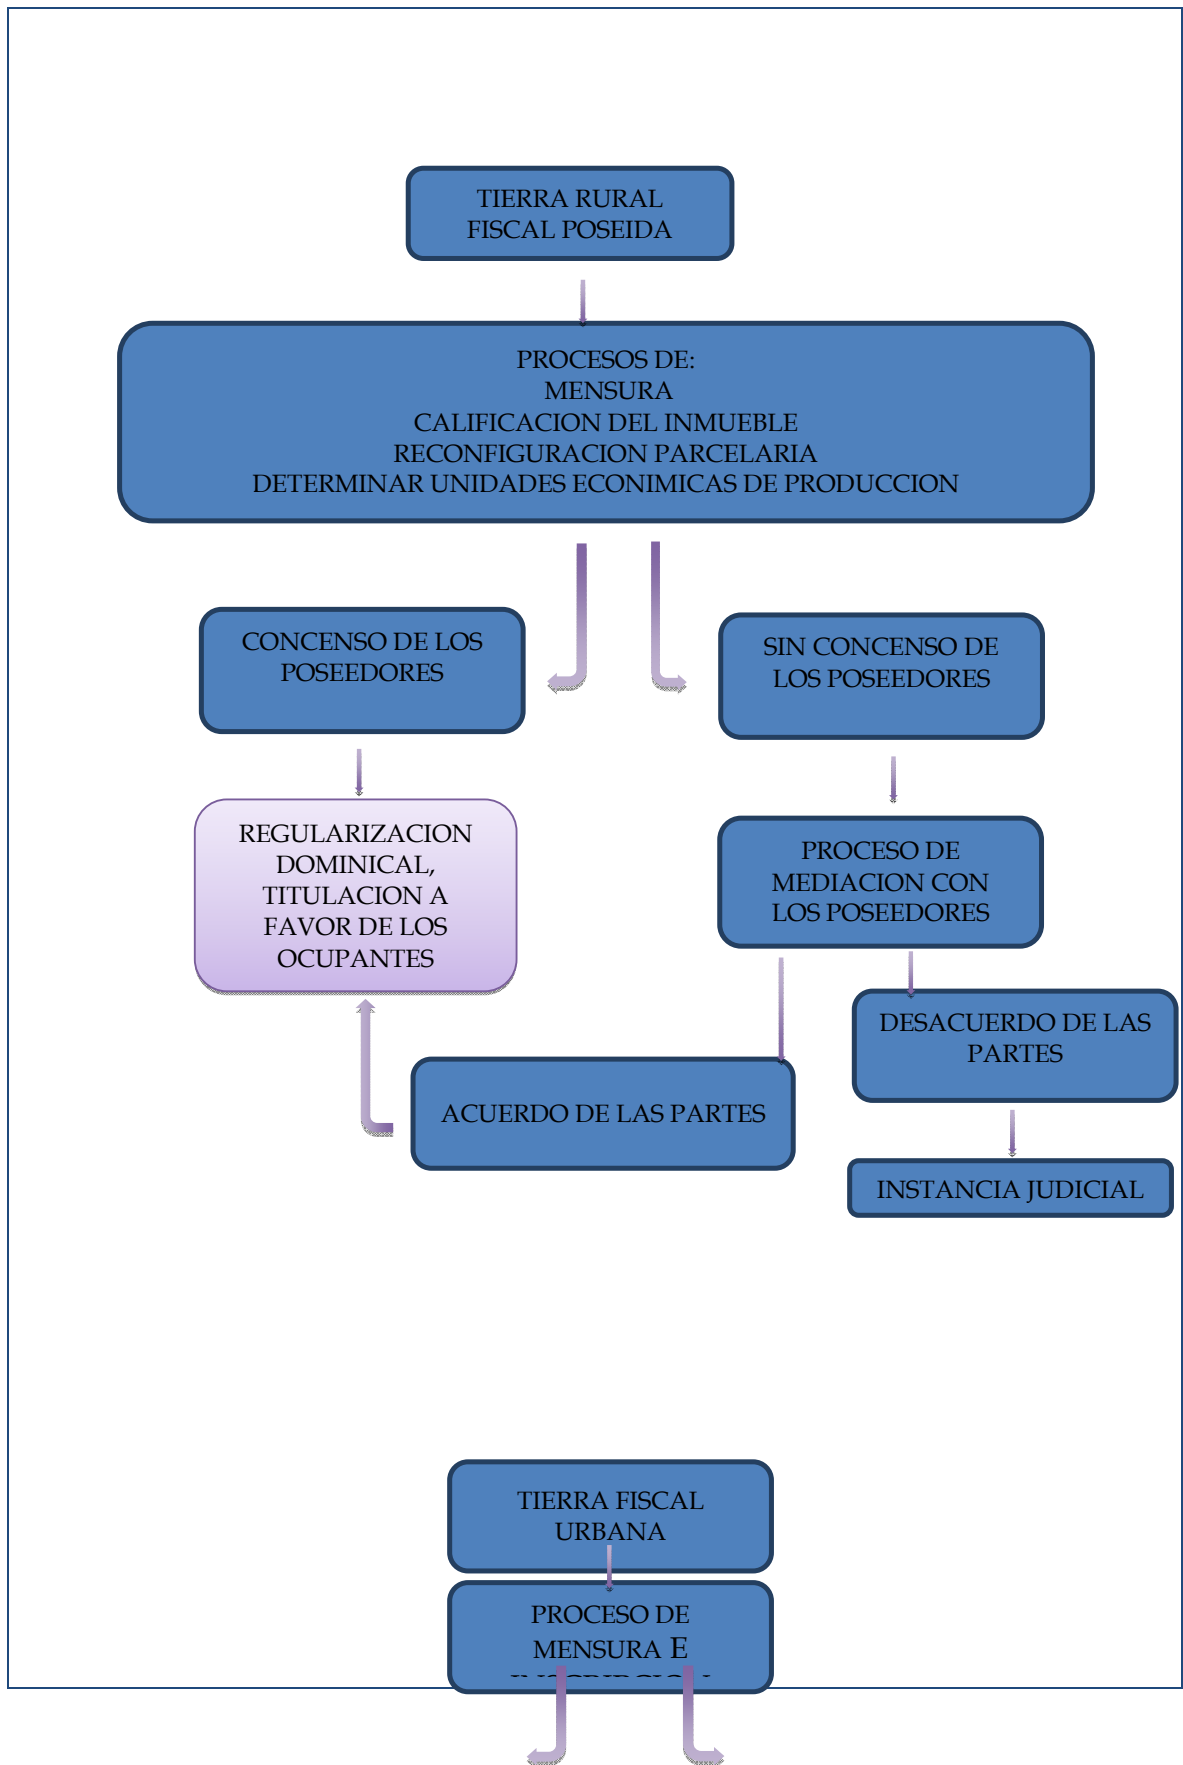 TIERRA RURAL
FISCAL POSEIDA
PROCESOS DE:
MENSURA
CALIFICACION DEL INMUEBLE
RECONFIGURACION PARCELARIA
DETERMINAR UNIDADES ECONIMICAS DE PRODUCCION
CONCENSO DE LOS
POSEEDORES
SIN CONCENSO DE
LOS POSEEDORES
REGULARIZACION
DOMINICAL,
TITULACION A
FAVOR DE LOS
OCUPANTES
PROCESO DE
MEDIACION CON
LOS POSEEDORES
DESACUERDO DE LAS
PARTES
ACUERDO DE LAS PARTES
INSTANCIA JUDICIAL
TIERRA FISCAL
URBANA
PROCESO DE
MENSURA E